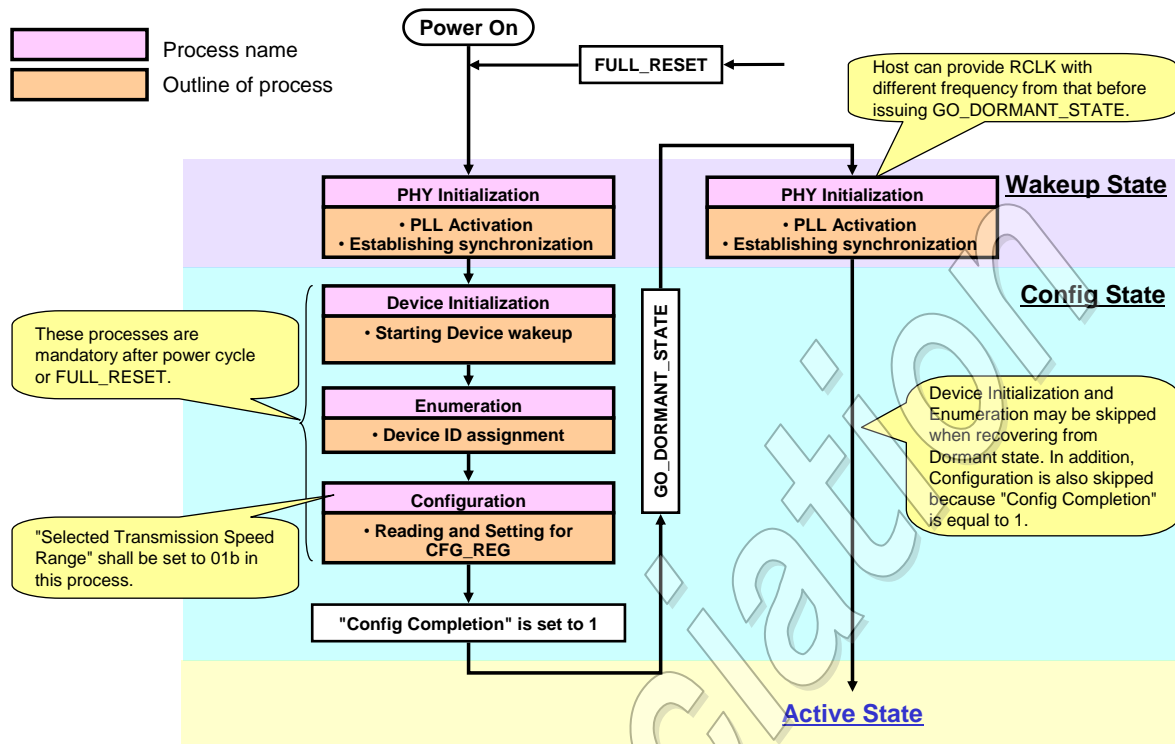 Power On
Process name
Outline of process
FULL_RESET
Host can provide RCLK with
different frequency from that before
issuing GO_DORMANT_STATE.
Wakeup State
PHY Initialization
• PLL Activation
• Establishing synchronization
PHY Initialization
• PLL Activation
• Establishing synchronization
Config State
Device Initialization
• Starting Device wakeup
These processes are
mandatory after power cycle
or FULL_RESET.
Enumeration
• Device ID assignment
GO_DORMANT_STATE
Device Initialization and
Enumeration may be skipped
when recovering from
Dormant state. In addition,
Configuration is also skipped
because "Config Completion"
is equal to 1.
Configuration
• Reading and Setting for
CFG_REG
"Selected Transmission Speed
Range" shall be set to 01b in
this process.
"Config Completion" is set to 1
Active State
ciation